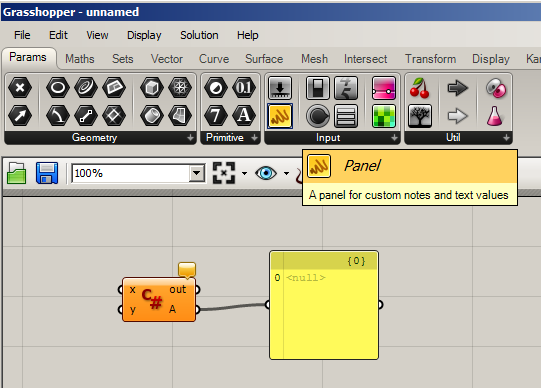 Grasshopper - unnamed
File Edit View Display Solution Help
Params Maths Sets Vector Curve Surface Mesh Intersect Transform Display Kan
0.1
7 A
Geometry Primitive Input Util
Panel
A panel for custom notes and text values
100%
{0}
0 <null>
x out
C#
y A